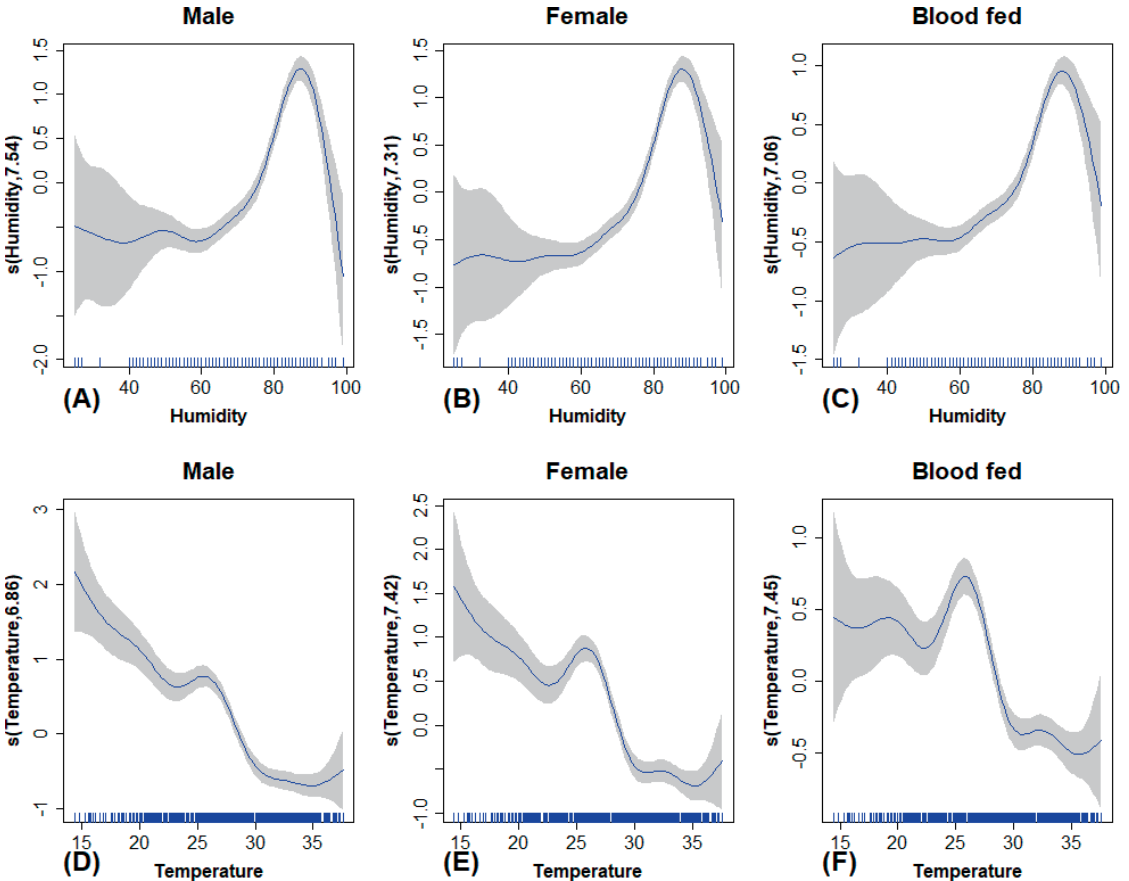 Male Female Blood fed
s(Humidity,7.54)
1.5
1.0
0.5
0.0
-1.0
-2.0
40 60 80 100
(A) Humidity
s(Humidity,7.31)
1.5
1.0
0.5
0.0
-0.5
-1.0
-1.5
40 60 80 100
(B) Humidity
s(Humidity,7.06)
1.0
0.5
0.0
-0.5
-1.0
-1.5
40 60 80 100
(C) Humidity
Male Female Blood fed
s(Temperature,6.86)
3
2
1
0
-1
15 20 25 30 35
(D) Temperature
s(Temperature,7.42)
2.5
2.0
1.5
1.0
0.5
0.0
-1.0
15 20 25 30 35
(E) Temperature
s(Temperature,7.45)
1.0
0.5
0.0
-0.5
15 20 25 30 35
(F) Temperature